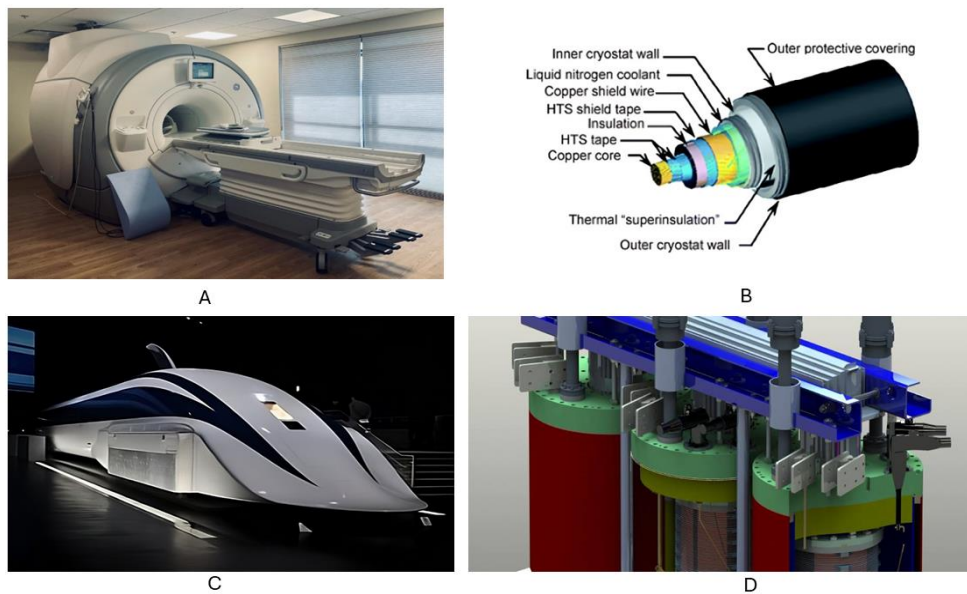 Inner cryostat wall
Outer protective covering
Liquid nitrogen coolant
Copper shield wire
HTS shield tape
Insulation
HTS tape
Copper core
Thermal “superinsulation”
Outer cryostat wall
A
B
C
D